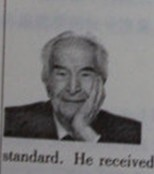 standard. He received